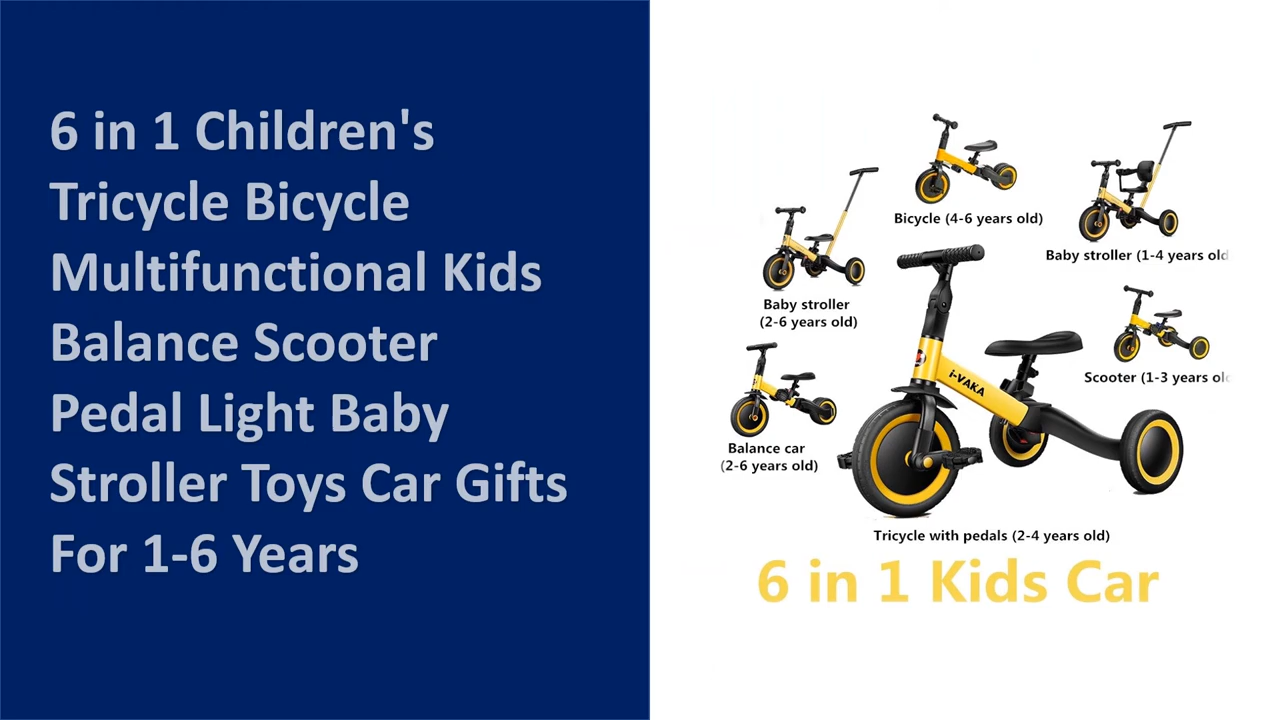 6 in 1 Children's
Tricycle Bicycle
Multifunctional Kids
Balance Scooter
Pedal Light Baby
Stroller Toys Car Gifts
For 1-6 Years
Bicycle (4-6 years old)
Baby stroller (1-4 years old
Baby stroller
(2-6 years old)
Scooter (1-3 years old
i-VAKA
Balance car
(2-6 years old)
Tricycle with pedals (2-4 years old)
6 in 1 Kids Car